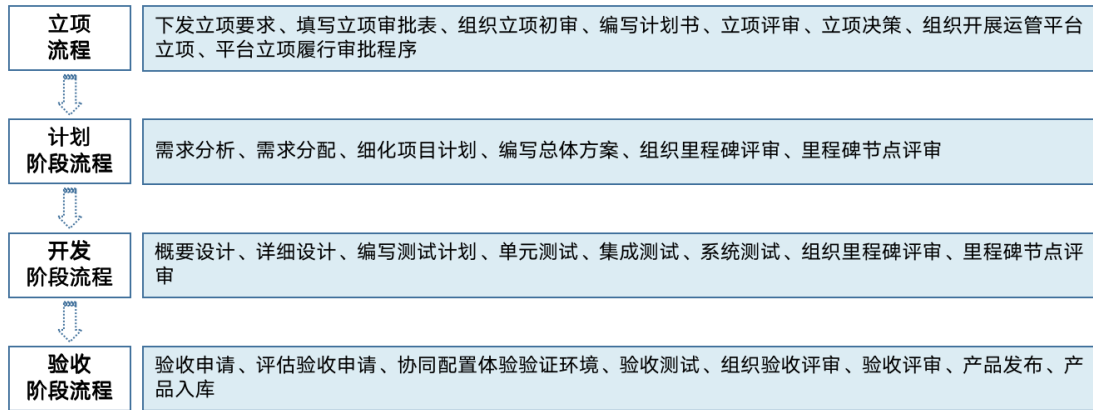 立项
流程
下发立项要求、填写立项审批表、组织立项初审、编写计划书、立项评审、立项决策、组织开展运管平台
立项、平台立项履行审批程序
计划
阶段流程
需求分析、需求分配、细化项目计划、编写总体方案、组织里程碑评审、里程碑节点评审
开发
阶段流程
概要设计、详细设计、编写测试计划、单元测试、集成测试、系统测试、组织里程碑评审、里程碑节点评
审
验收
阶段流程
验收申请、评估验收申请、协同配置体验验证环境、验收测试、组织验收评审、验收评审、产品发布、产
品入库